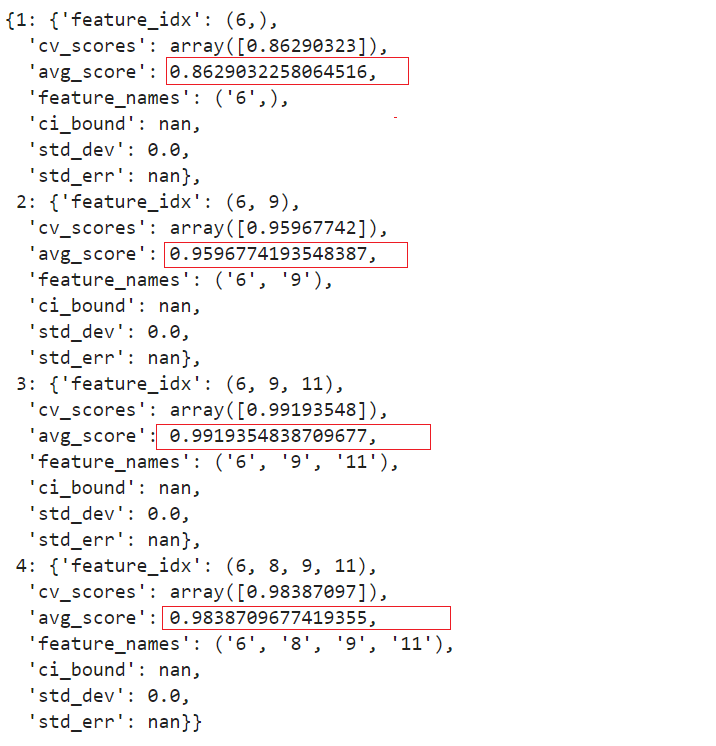 {1: {'feature_idx': (6,),
'cv_scores': array([0.86290323]),
'avg_score': 0.8629032258064516,
'feature_names': ('6',),
'ci_bound': nan,
'std_dev': 0.0,
'std_err': nan},
2: {'feature_idx': (6, 9),
'cv_scores': array([0.95967742]),
'avg_score': 0.9596774193548387,
'feature_names': ('6', '9'),
'ci_bound': nan,
'std_dev': 0.0,
'std_err': nan},
3: {'feature_idx': (6, 9, 11),
'cv_scores': array([0.99193548]),
'avg_score': 0.9919354838709677,
'feature_names': ('6', '9', '11'),
'ci_bound': nan,
'std_dev': 0.0,
'std_err': nan},
4: {'feature_idx': (6, 8, 9, 11),
'cv_scores': array([0.98387097]),
'avg_score': 0.9838709677419355,
'feature_names': ('6', '8', '9', '11'),
'ci_bound': nan,
'std_dev': 0.0,
'std_err': nan}}